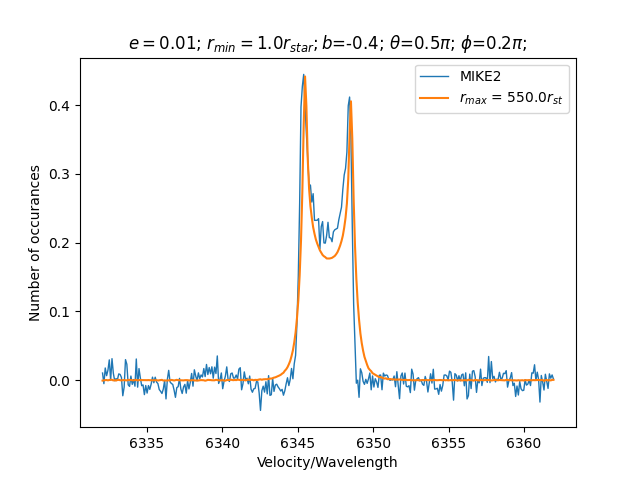 e = 0.01; r_min = 1.0r_star; b=-0.4; θ=0.5π; ϕ=0.2π;
MIKE2
r_max = 550.0r_st
Number of occurances
0.4
0.3
0.2
0.1
0.0
6335 6340 6345 6350 6355 6360
Velocity/Wavelength